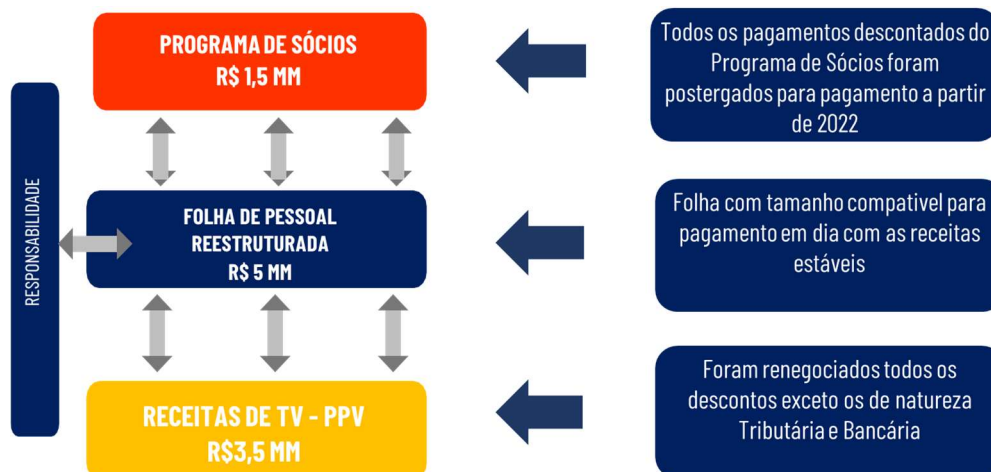 PROGRAMA DE SÓCIOS
R$ 1,5 MM
Todos os pagamentos descontados do
Programa de Sócios foram
postergados para pagamento a partir
de 2022
RESPONSABILIDADE
FOLHA DE PESSOAL
REESTRUTURADA
R$ 5 MM
Folha com tamanho compativel para
pagamento em dia com as receitas
estáveis
RECEITAS DE TV - PPV
R$3,5 MM
Foram renegociados todos os
descontos exceto os de natureza
Tributária e Bancária